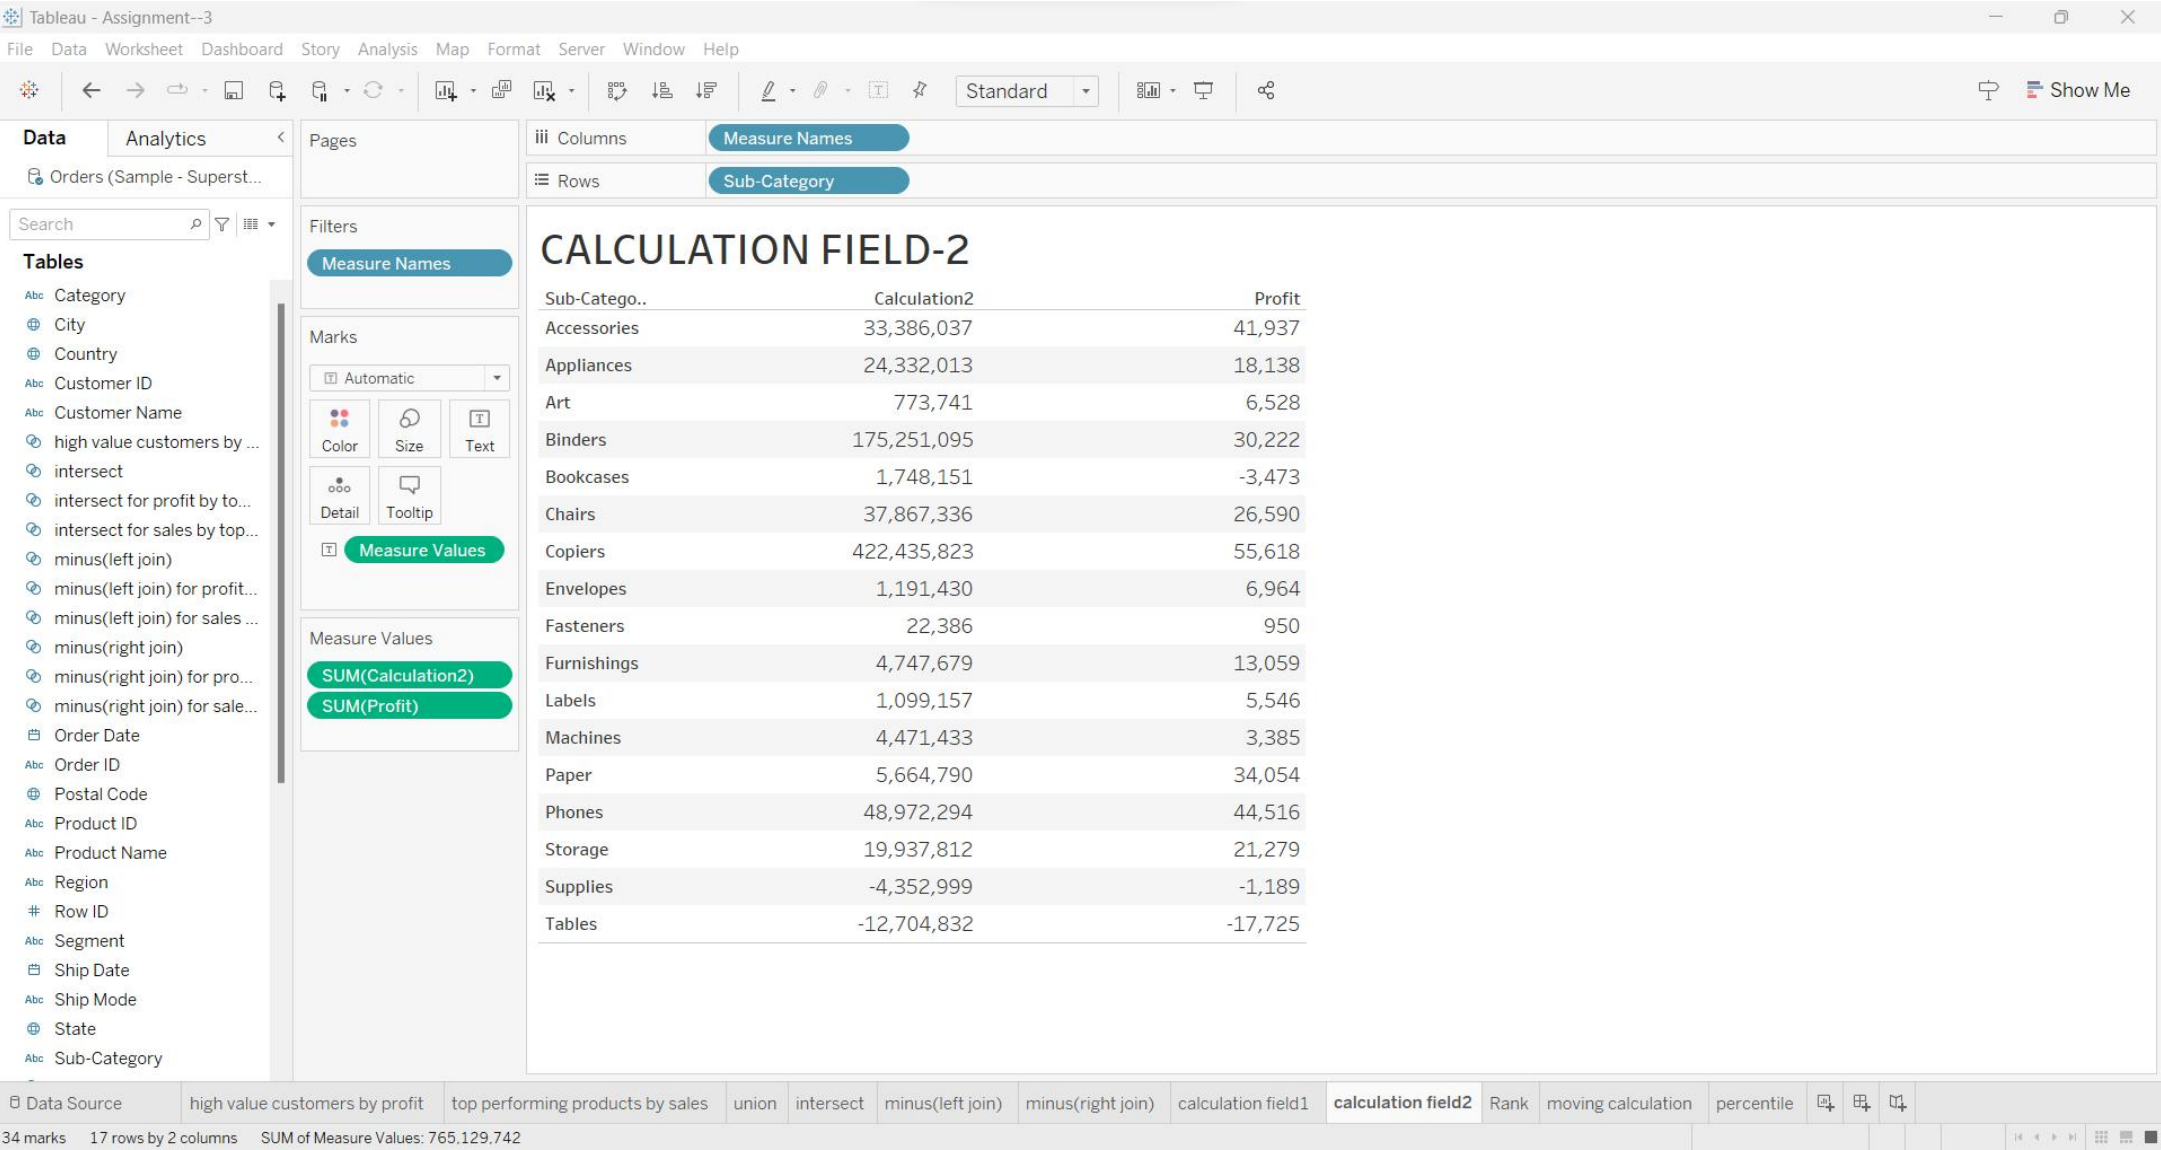 Tableau - Assignment--3
File Data Worksheet Dashboard Story Analysis Map Format Server Window Help
Standard
Show Me
Data Analytics
Orders (Sample - Superst...
Search
Tables
Abc Category
City
Country
Abc Customer ID
Abc Customer Name
high value customers by ...
intersect
intersect for profit by to...
intersect for sales by top...
minus(left join)
minus(left join) for profit...
minus(left join) for sales ...
minus(right join)
minus(right join) for pro...
minus(right join) for sale...
Order Date
Abc Order ID
Postal Code
Abc Product ID
Abc Product Name
Abc Region
# Row ID
Abc Segment
Ship Date
Abc Ship Mode
State
Abc Sub-Category
Pages
Filters
Measure Names
Marks
T Automatic
Color Size Text
Detail Tooltip
T Measure Values
Measure Values
SUM(Calculation2)
SUM(Profit)
Columns Measure Names
Rows Sub-Category
CALCULATION FIELD-2
Sub-Catego.. Calculation2 Profit
Accessories 33,386,037 41,937
Appliances 24,332,013 18,138
Art 773,741 6,528
Binders 175,251,095 30,222
Bookcases 1,748,151 -3,473
Chairs 37,867,336 26,590
Copiers 422,435,823 55,618
Envelopes 1,191,430 6,964
Fasteners 22,386 950
Furnishings 4,747,679 13,059
Labels 1,099,157 5,546
Machines 4,471,433 3,385
Paper 5,664,790 34,054
Phones 48,972,294 44,516
Storage 19,937,812 21,279
Supplies -4,352,999 -1,189
Tables -12,704,832 -17,725
Data Source high value customers by profit top performing products by sales union intersect minus(left join) minus(right join) calculation field1 calculation field2 Rank moving calculation percentile
34 marks 17 rows by 2 columns SUM of Measure Values: 765,129,742